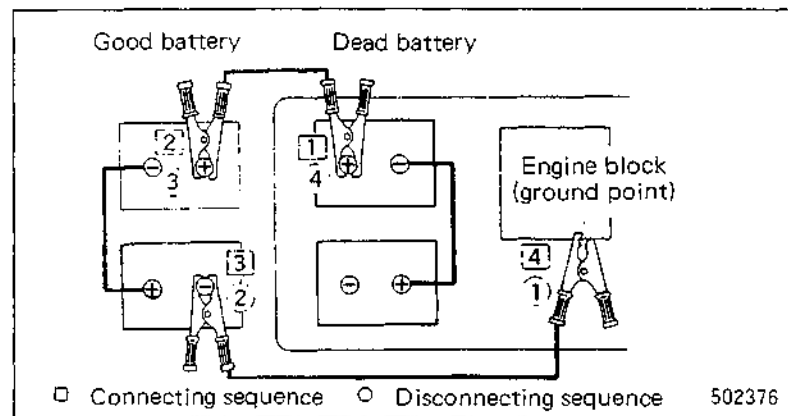 Good battery Dead battery
2 1
⊖ 3 ⊕ ⊕ 4 ⊖
Engine block
(ground point)
3 4
⊕ ⊖ 2 ⊖ ⊕ 1
□ Connecting sequence ○ Disconnecting sequence 502376